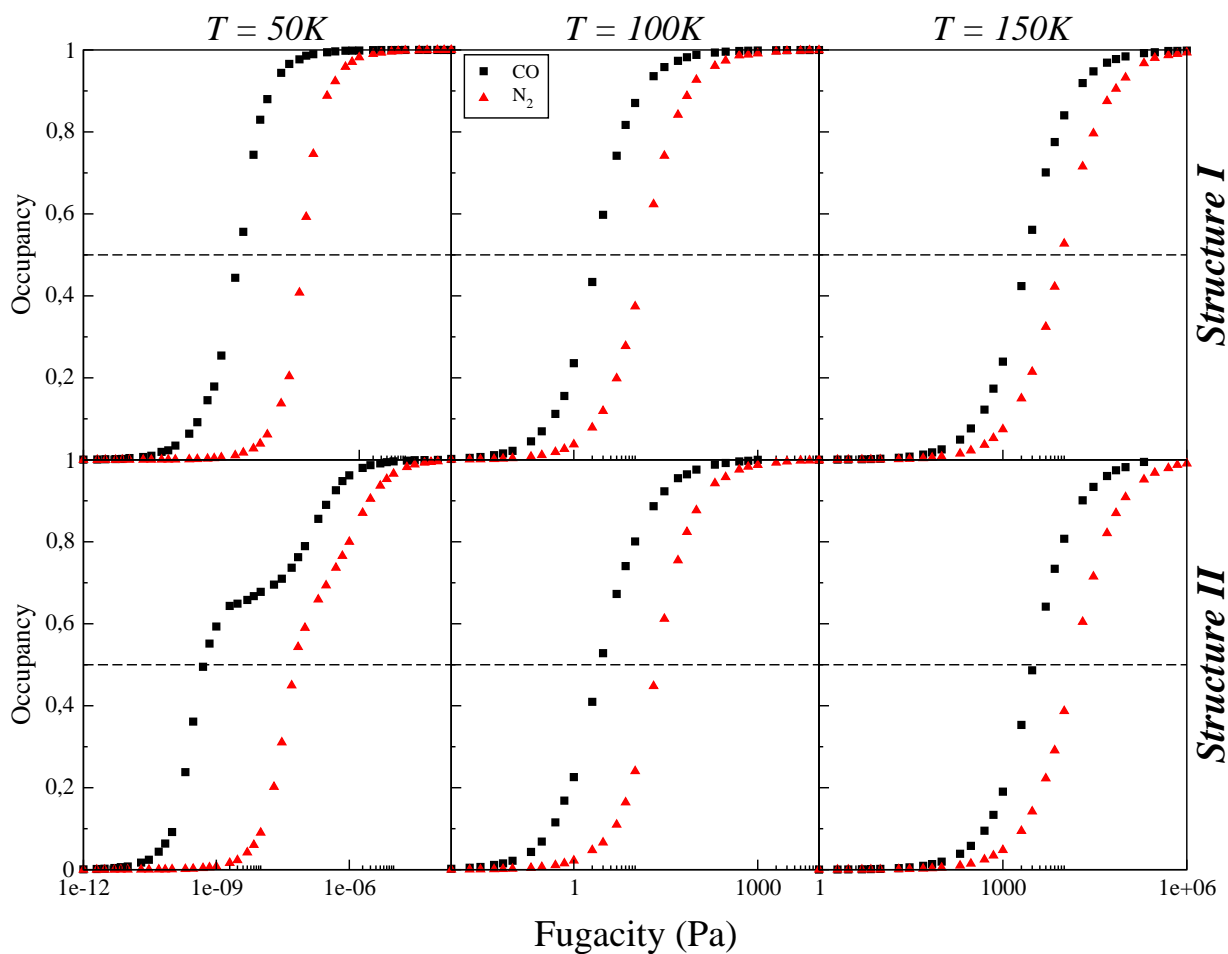 T = 50K T = 100K T = 150K
1
0,8
0,6
0,4
0,2
1
0,8
0,6
0,4
0,2
0
Occupancy
Occupancy
CO
N₂
Structure I
Structure II
1e-12 1e-09 1e-06 1 1000 1 1000 1e+06
Fugacity (Pa)